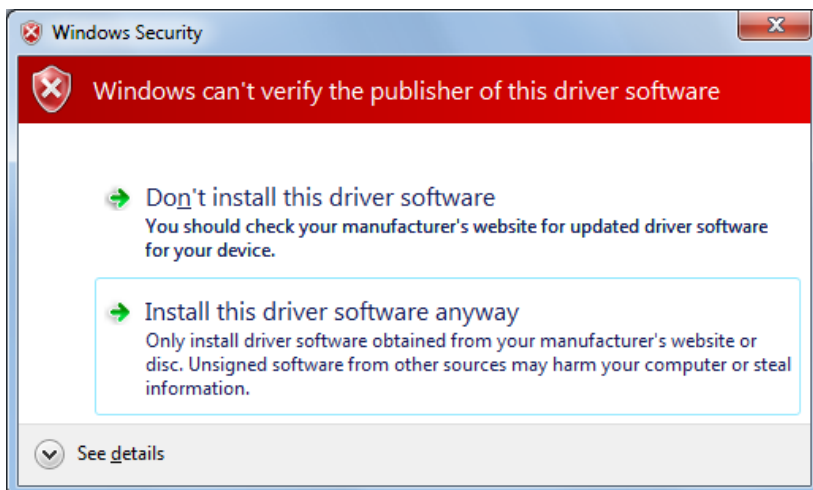 Windows Security
Windows can't verify the publisher of this driver software
Don't install this driver software
You should check your manufacturer's website for updated driver software
for your device.
Install this driver software anyway
Only install driver software obtained from your manufacturer's website or
disc. Unsigned software from other sources may harm your computer or steal
information.
See details